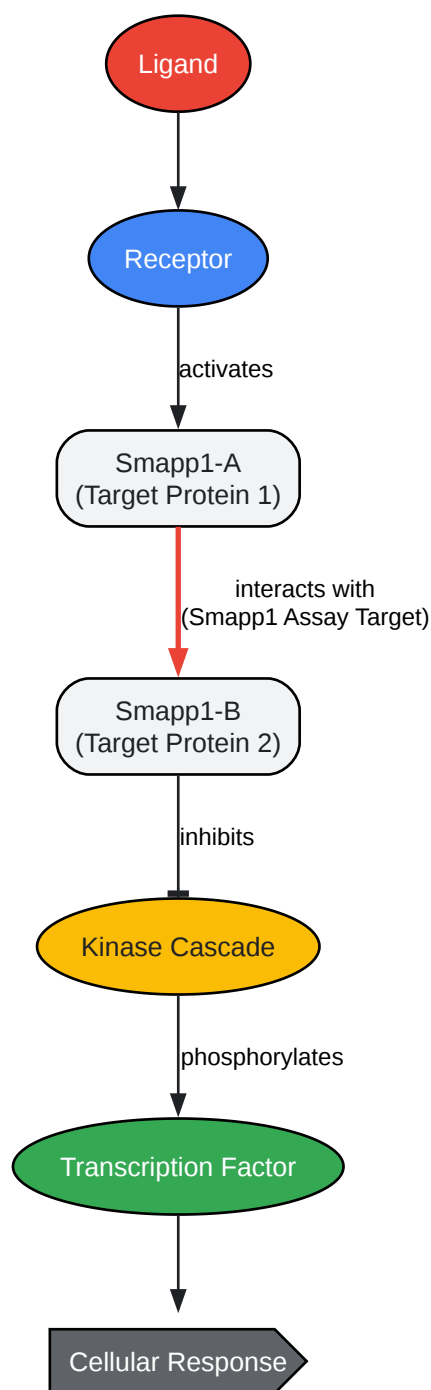 Ligand
Receptor
activates
Smapp1-A
(Target Protein 1)
interacts with
(Smapp1 Assay Target)
Smapp1-B
(Target Protein 2)
inhibits
Kinase Cascade
phosphorylates
Transcription Factor
Cellular Response